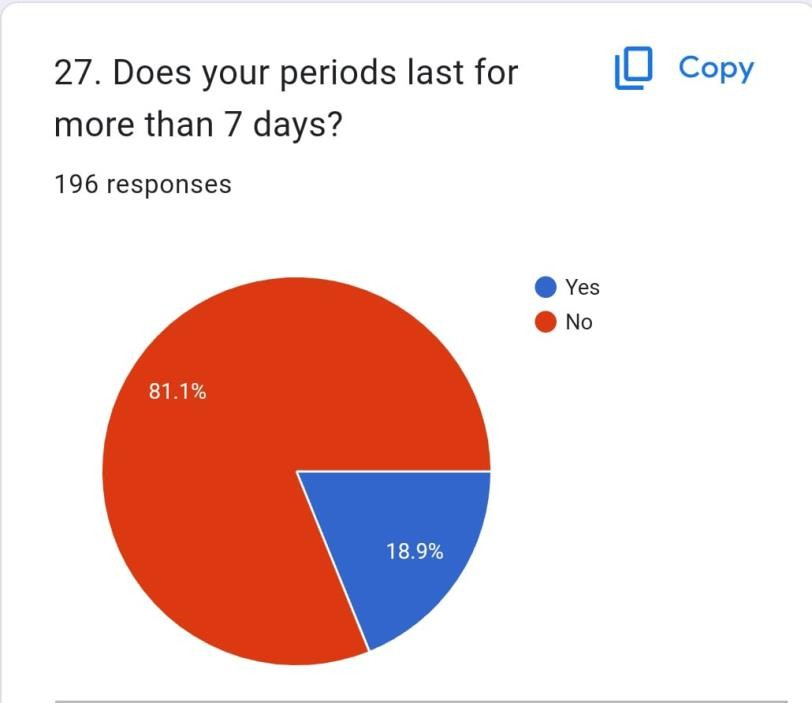 27. Does your periods last for
more than 7 days?
Copy
196 responses
Yes
No
81.1%
18.9%